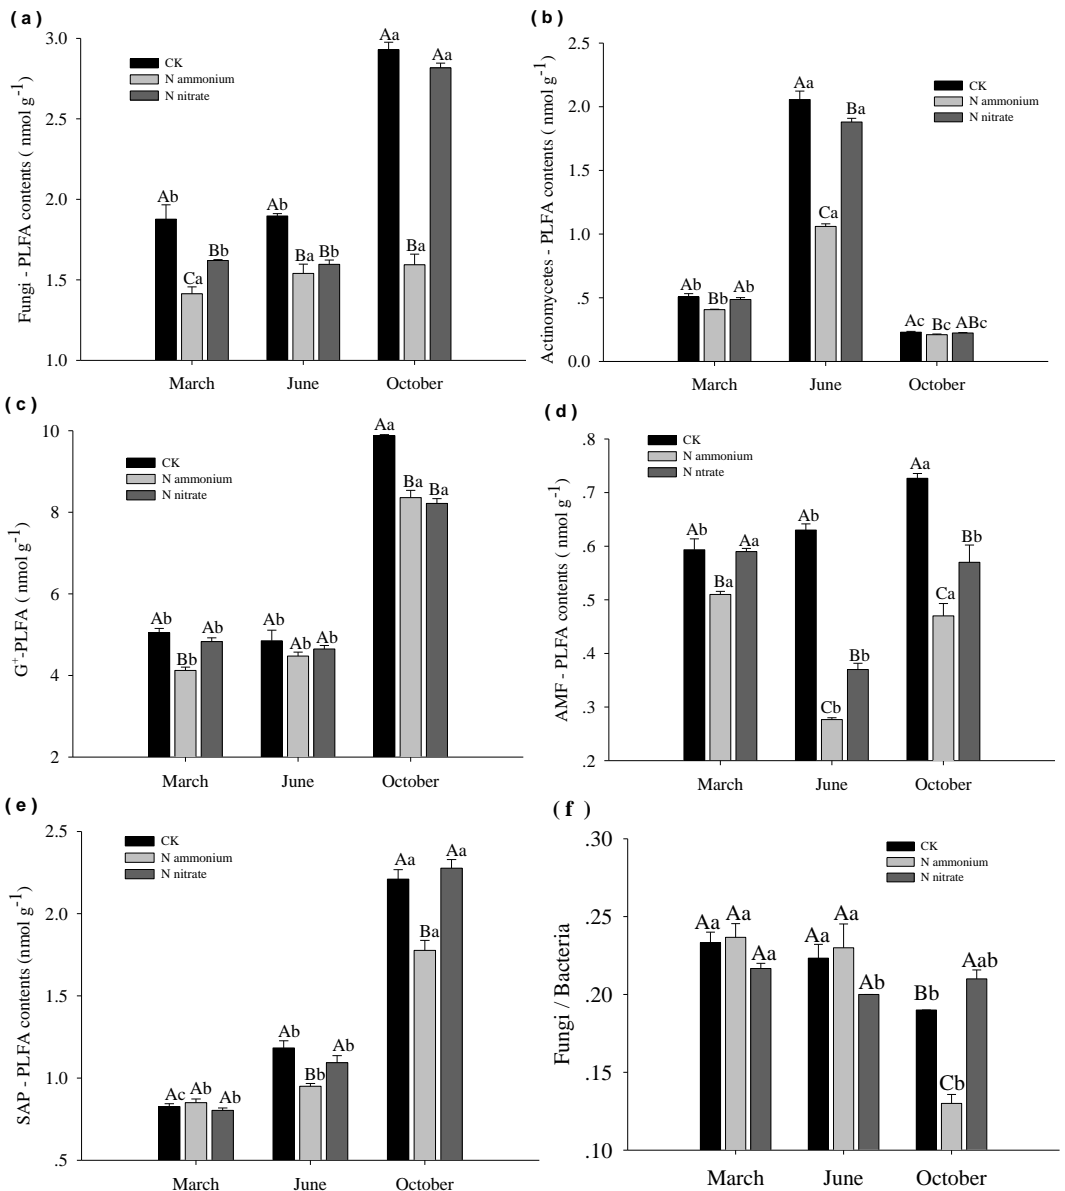 ( a )
3.0
2.5
2.0
1.5
1.0
Fungi - PLFA contents ( nmol g-1)
CK
N ammonium
N nitrate
Ab
Ca
Bb
Ab
Ba
Bb
Aa
Ba
Aa
March
June
October
( b )
2.5
2.0
1.5
1.0
.5
0.0
Actinomycetes - PLFA contents ( nmol g-1)
CK
N ammonium
N nitrate
Ab
Bb
Ab
Aa
Ca
Ba
Ac
Bc
ABc
March
June
October
( c )
10
8
6
4
2
G+-PLFA ( nmol g-1)
CK
N ammonium
N nitrate
Ab
Bb
Ab
Ab
Ab
Ab
Aa
Ba
Ba
March
June
October
( d )
.8
.7
.6
.5
.4
.3
.2
AMF - PLFA contents ( nmol g-1)
CK
N ammonium
N ntrate
Ab
Ba
Aa
Ab
Cb
Bb
Aa
Ca
Bb
March
June
October
( e )
2.5
2.0
1.5
1.0
.5
SAP - PLFA contents (nmol g-1)
CK
N ammonium
N nitrate
Ac
Ab
Ab
Ab
Bb
Ab
Aa
Ba
Aa
March
June
October
( f )
.30
.25
.20
.15
.10
Fungi / Bacteria
CK
N ammonium
N nitrate
Aa
Aa
Aa
Aa
Aa
Ab
Bb
Cb
Aab
March
June
October